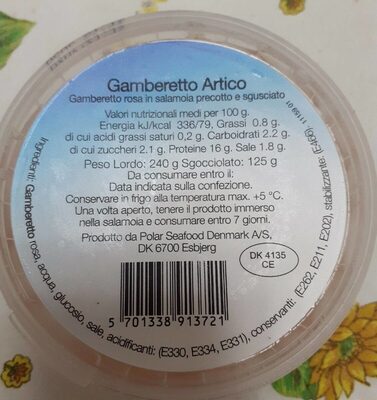 Gamberetto Artico
Gamberetto rosa in salamoia precotto e sgusciato
Valori nutrizionali medi per 100 g.
Energia kJ/kcal 336/79, Grassi 0.8 g.
di cui acidi grassi saturi 0,2 g. Carboidrati 2.2 g.
di cui zuccheri 2.1 g. Proteine 16 g. Sale 1.8 g.
Peso Lordo: 240 g Sgocciolato: 125 g
Da consumare entro il:
Data indicata sulla confezione.
Conservare in frigo alla temperatura max. +5 °C.
Una volta aperto, tenere il prodotto immerso
nella salamoia e consumare entro 7 giorni.
Prodotto da Polar Seafood Denmark A/S,
DK 6700 Esbjerg
DK 4135
CE
5 701338 913721
Ingredienti: Gambereto rosa, acqua, glucosio, sale, acidificanti: (E330, E334, E331), conservanti: (E262, E211, E202), stabilizzante: (E466).
11169 01